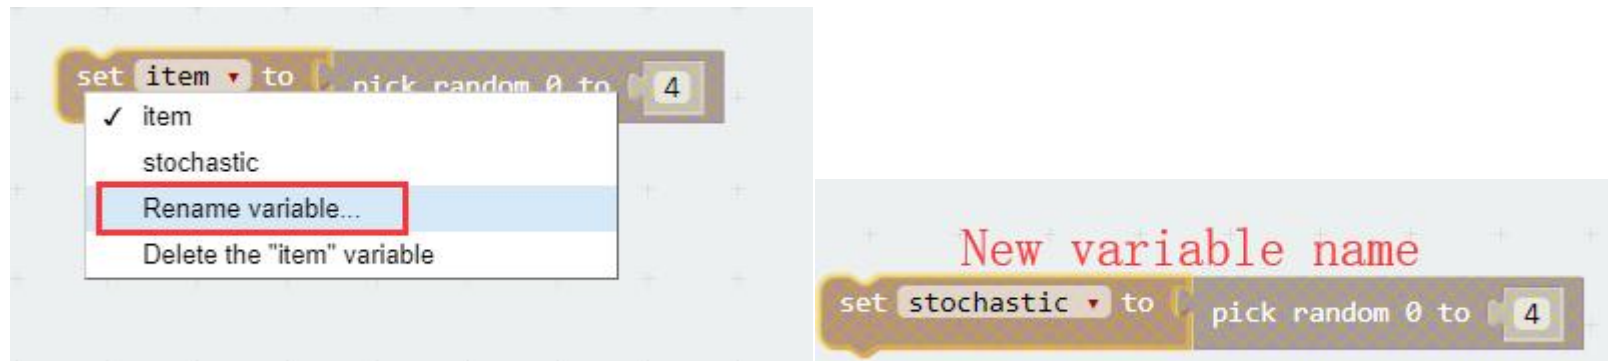 set item ▾ to pick random 0 to 4
✓ item
stochastic
Rename variable...
Delete the "item" variable
New variable name
set stochastic ▾ to pick random 0 to 4